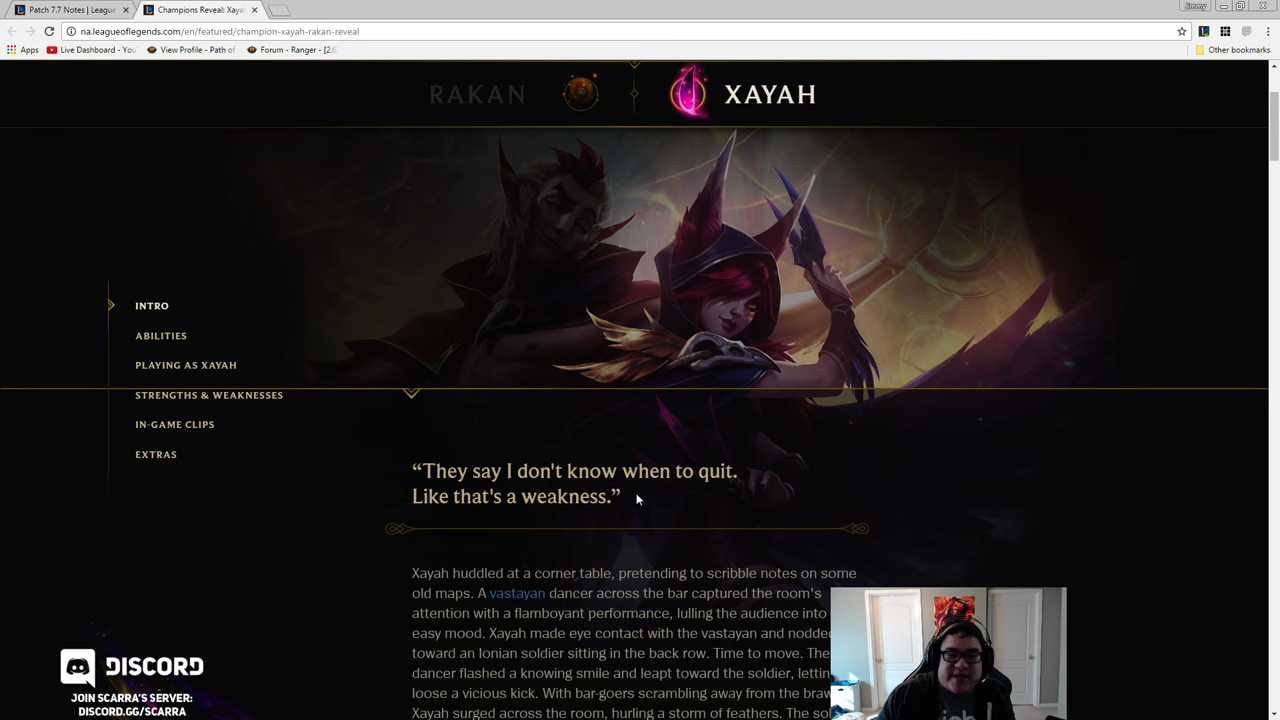 Patch 7.7 Notes | League
Champions Reveal: Xaya
Jimmy
na.leagueoflegends.com/en/featured/champion-xayah-rakan-reveal
Apps
Live Dashboard - You
View Profile - Path of
Forum - Ranger - [2.6
Other bookmarks
RAKAN
XAYAH
INTRO
ABILITIES
PLAYING AS XAYAH
STRENGTHS & WEAKNESSES
IN-GAME CLIPS
EXTRAS
“They say I don't know when to quit.
Like that's a weakness.”
Xayah huddled at a corner table, pretending to scribble notes on some
old maps. A vastayan dancer across the bar captured the room's
attention with a flamboyant performance, lulling the audience into
easy mood. Xayah made eye contact with the vastayan and nodded
toward an Ionian soldier sitting in the back row. Time to move. The
dancer flashed a knowing smile and leapt toward the soldier, lettin
loose a vicious kick. With bar-goers scrambling away from the braw
Xayah surged across the room, hurling a storm of feathers. The sol
DISCORD
JOIN SCARRA'S SERVER:
DISCORD.GG/SCARRA